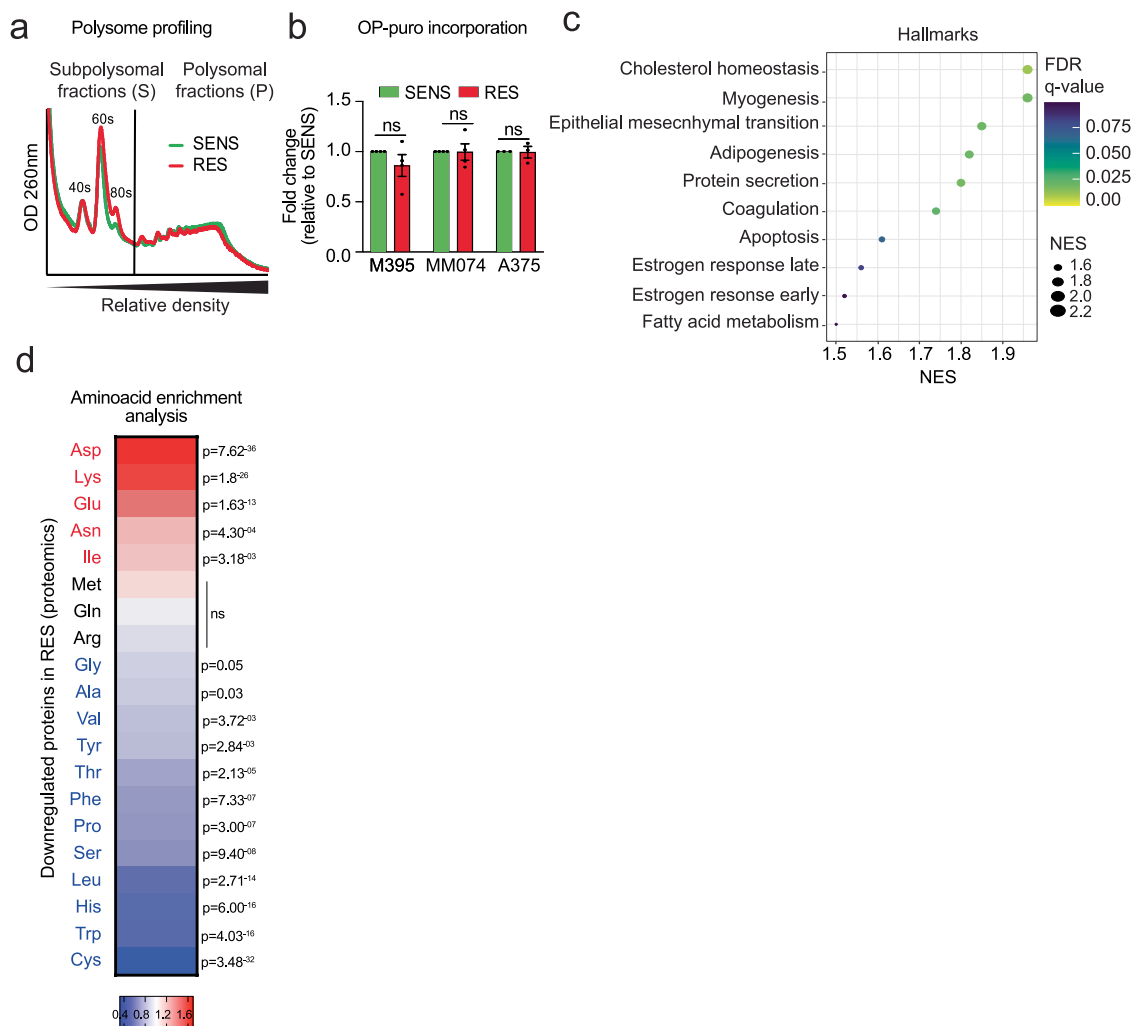 a
Polysome profiling
Subpolysomal
fractions (S)
Polysomal
fractions (P)
60s
40s
80s
SENS
RES
OD 260nm
Relative density
b
OP-puro incorporation
SENS
RES
ns
ns
ns
Fold change
(relative to SENS)
1.5
1.0
0.5
0.0
M395
MM074
A375
c
Hallmarks
Cholesterol homeostasis
Myogenesis
Epithelial mesecnhymal transition
Adipogenesis
Protein secretion
Coagulation
Apoptosis
Estrogen response late
Estrogen resonse early
Fatty acid metabolism
1.5
1.6
1.7
1.8
1.9
NES
FDR
q-value
0.075
0.050
0.025
0.00
NES
1.6
1.8
2.0
2.2
d
Aminoacid enrichment
analysis
Downregulated proteins in RES (proteomics)
Asp p=7.62-36
Lys p=1.8-26
Glu p=1.63-13
Asn p=4.30-04
Ile p=3.18-03
Met
Gln ns
Arg
Gly p=0.05
Ala p=0.03
Val p=3.72-03
Tyr p=2.84-03
Thr p=2.13-05
Phe p=7.33-07
Pro p=3.00-07
Ser p=9.40-08
Leu p=2.71-14
His p=6.00-16
Trp p=4.03-16
Cys p=3.48-32
0.4 0.8 1.2 1.6